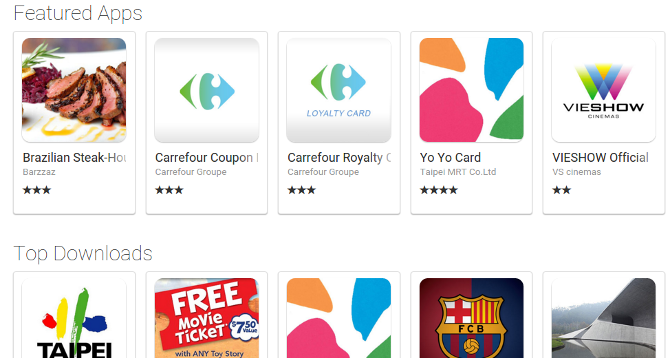 Featured Apps
LOYALTY CARD
VIESHOW
CINEMAS
Brazilian Steak-Hou
Barzzaz
★★★
Carrefour Coupon
Carrefour Groupe
★★★
Carrefour Royalty C
Carrefour Groupe
★★★
Yo Yo Card
Taipei MRT Co.Ltd
★★★★
VIESHOW Official
VS cinemas
★★
Top Downloads
TAIPEI
FREE
MOVIE
TICKET*
$7.50
VALUE
with ANY Toy Story
FCB